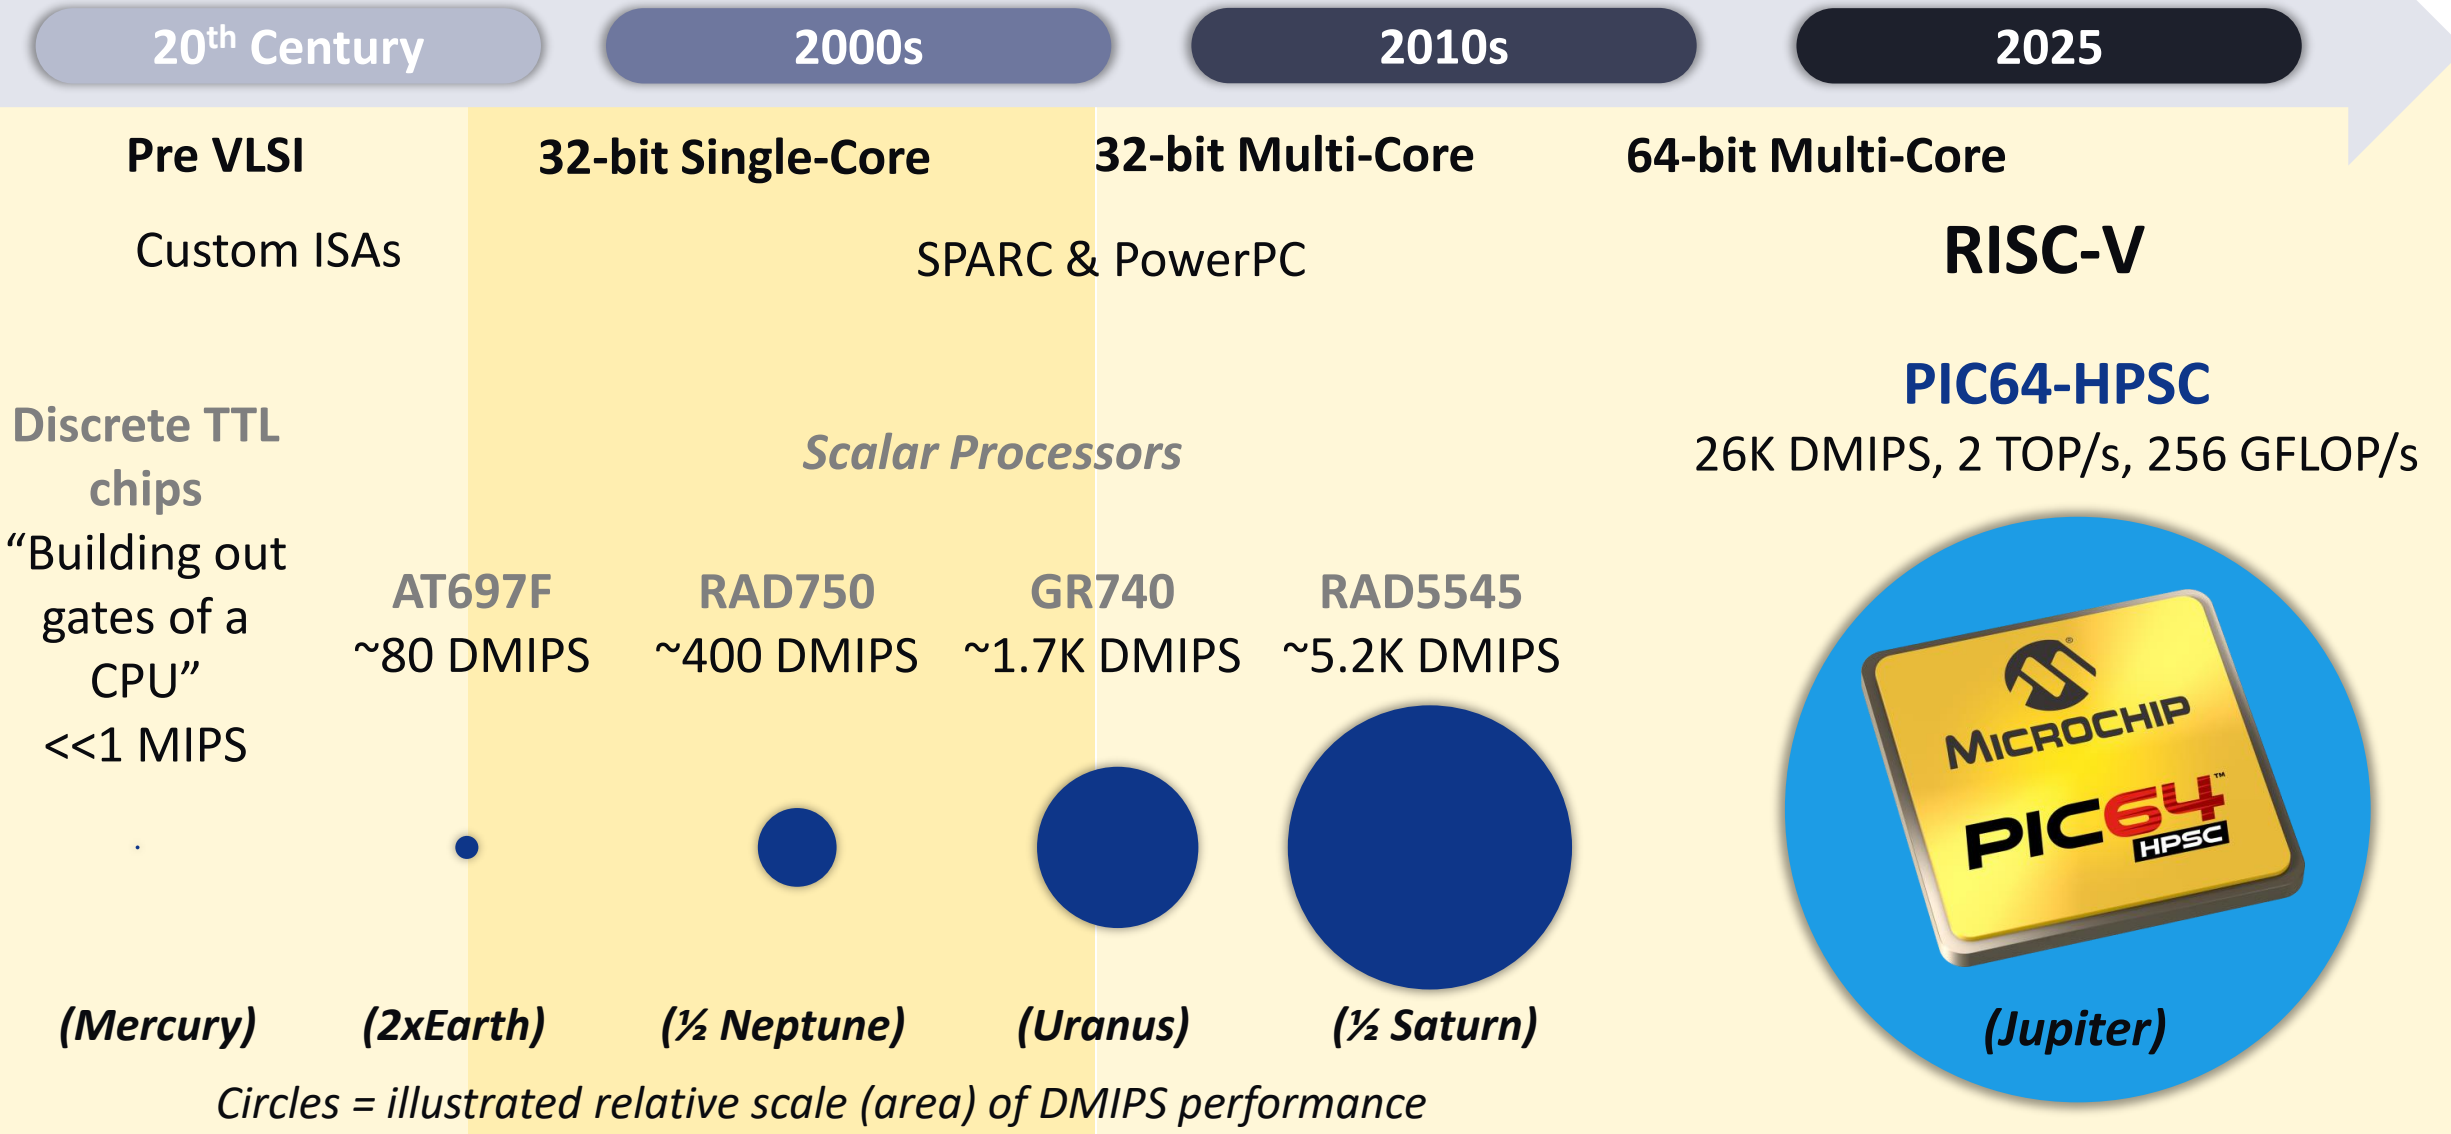 20th Century
2000s
2010s
2025
Pre VLSI
32-bit Single-Core
32-bit Multi-Core
64-bit Multi-Core
Custom ISAs
SPARC & PowerPC
RISC-V
Discrete TTL
chips
“Building out
gates of a
CPU”
<<1 MIPS
Scalar Processors
AT697F
~80 DMIPS
RAD750
~400 DMIPS
GR740
~1.7K DMIPS
RAD5545
~5.2K DMIPS
PIC64-HPSC
26K DMIPS, 2 TOP/s, 256 GFLOP/s
MICROCHIP ®
PIC64™
HPSC
(Mercury)
(2xEarth)
(½ Neptune)
(Uranus)
(½ Saturn)
(Jupiter)
Circles = illustrated relative scale (area) of DMIPS performance